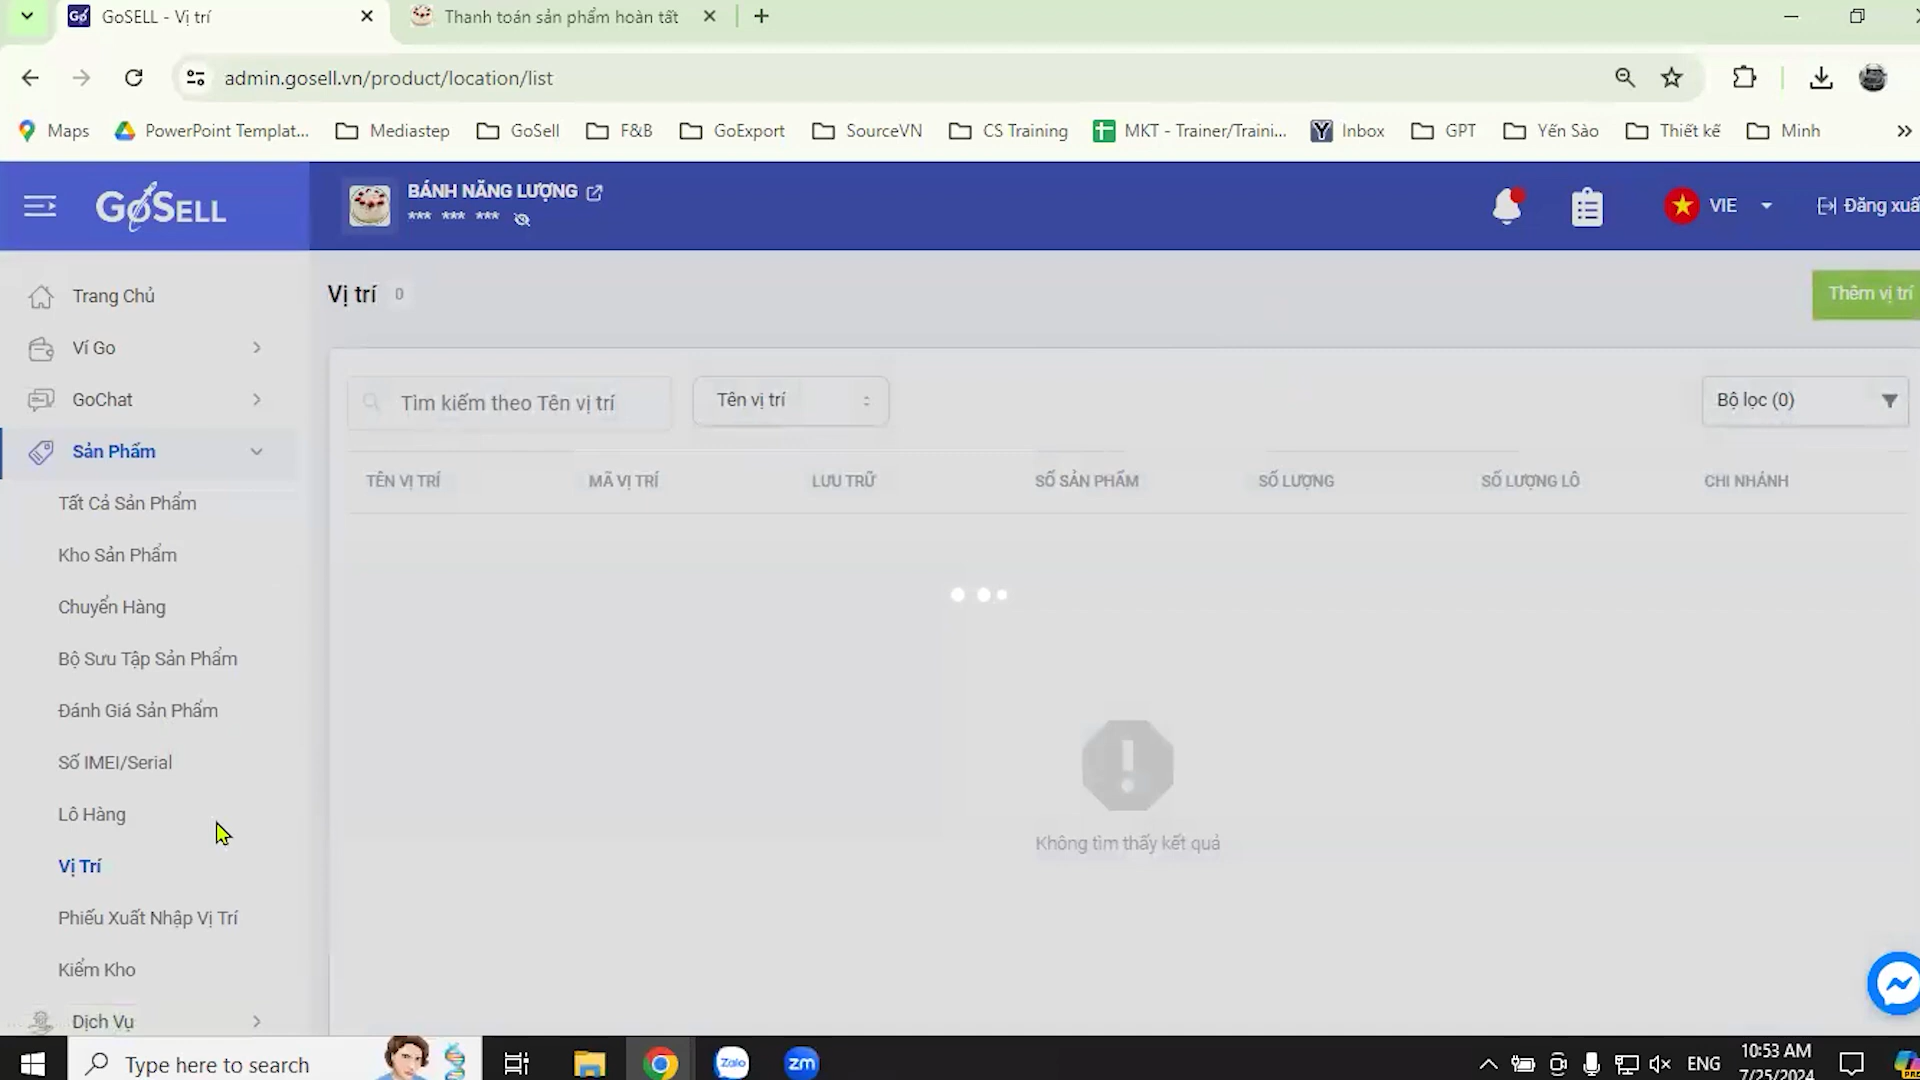 GoSELL - Vị trí
Thanh toán sản phẩm hoàn tất
admin.gosell.vn/product/location/list
Maps
PowerPoint Templat...
Mediastep
GoSell
F&B
GoExport
SourceVN
CS Training
MKT - Trainer/Traini...
Inbox
GPT
Yến Sào
Thiết kế
Minh
GoSELL
BÁNH NĂNG LƯỢNG
*** *** ***
VIE
Đăng xuấ
Trang Chủ
Ví Go
GoChat
Sản Phẩm
Tất Cả Sản Phẩm
Kho Sản Phẩm
Chuyển Hàng
Bộ Sưu Tập Sản Phẩm
Đánh Giá Sản Phẩm
Số IMEI/Serial
Lô Hàng
Vị Trí
Phiếu Xuất Nhập Vị Trí
Kiểm Kho
Dịch Vụ
Vị trí 0
Thêm vị trí
Tìm kiếm theo Tên vị trí
Tên vị trí
Bộ lọc (0)
TÊN VỊ TRÍ
MÃ VỊ TRÍ
LƯU TRỮ
SỐ SẢN PHẨM
SỐ LƯỢNG
SỐ LƯỢNG LÔ
CHI NHÁNH
Không tìm thấy kết quả
Type here to search
Zalo
zm
ENG
10:53 AM
7/25/2024
PRE